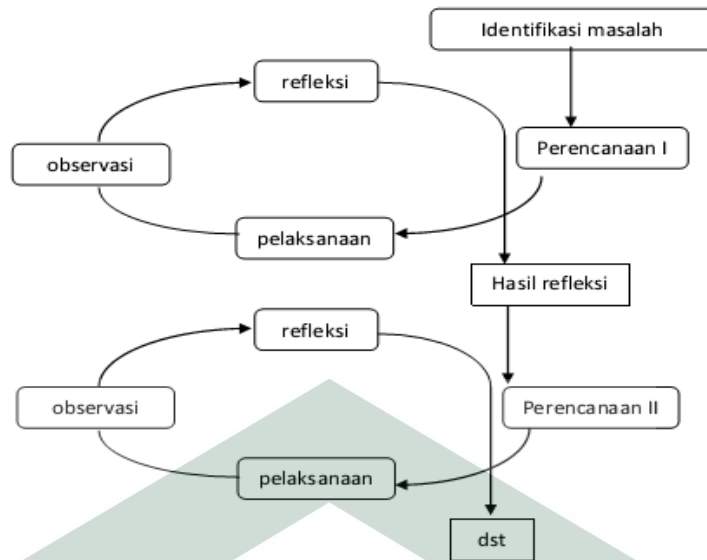 Identifikasi masalah
refleksi
Perencanaan I
observasi
pelaksanaan
Hasil refleksi
refleksi
observasi
Perencanaan II
pelaksanaan
dst